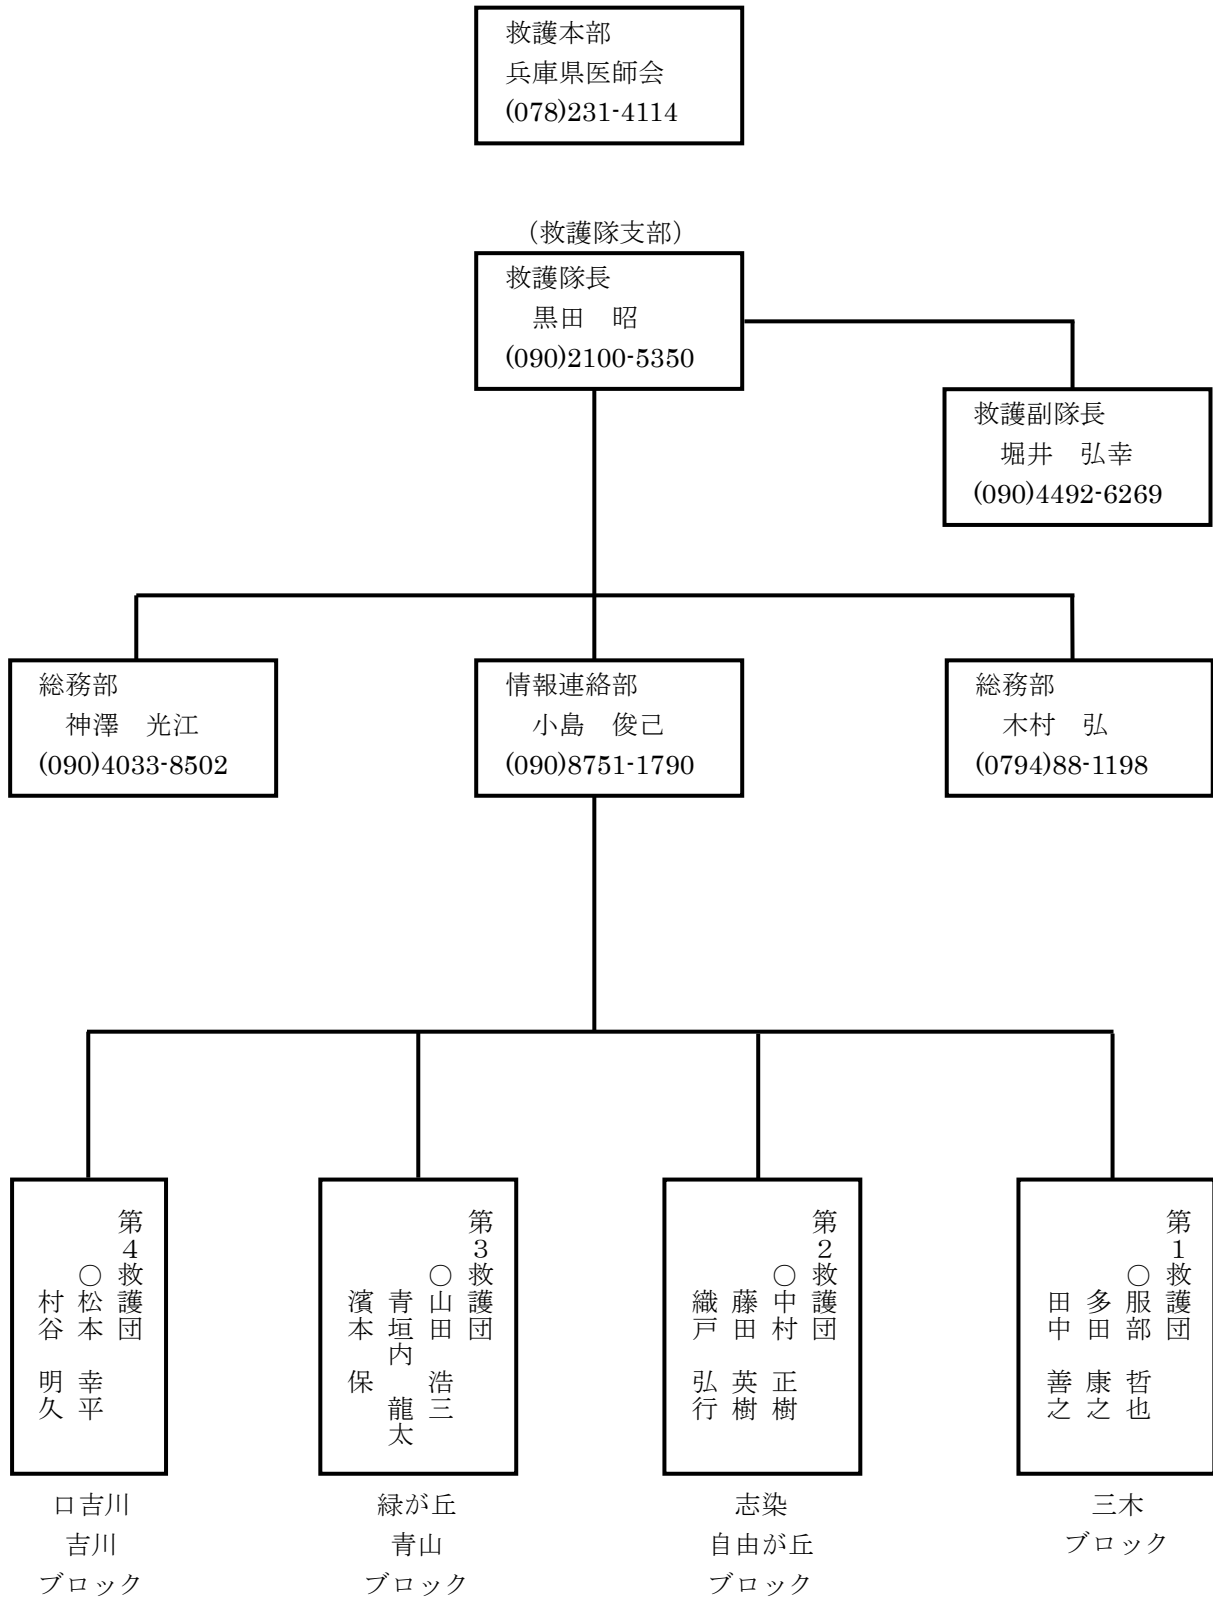 救護本部
兵庫県医師会
(078)231-4114
（救護隊支部）
救護隊長
黒田　昭
(090)2100-5350
救護副隊長
堀井　弘幸
(090)4492-6269
総務部
神澤　光江
(090)4033-8502
情報連絡部
小島　俊己
(090)8751-1790
総務部
木村　弘
(0794)88-1198
第１救護団
○服部　哲也
多田　康之
田中　善之
三木
ブロック
第２救護団
○中村　正樹
藤田　英樹
織戸　弘行
志染
自由が丘
ブロック
第３救護団
○山田　浩三
青垣内　龍太
濱本　保
緑が丘
青山
ブロック
第４救護団
○松本　幸平
村谷　明久
口吉川
吉川
ブロック